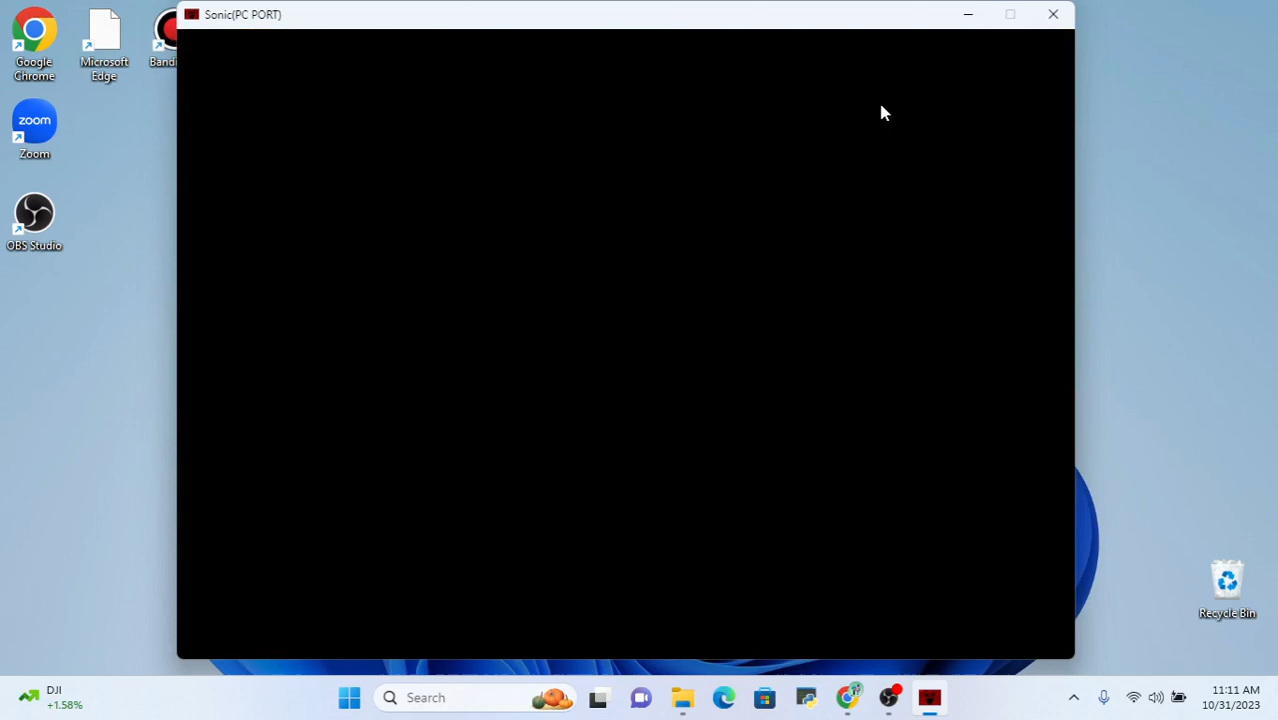 Sonic(PC PORT)
Google
Chrome
Microsoft
Edge
Bandi
zoom
Zoom
OBS Studio
Recycle Bin
DJI
+1.58%
Search
11:11 AM
10/31/2023